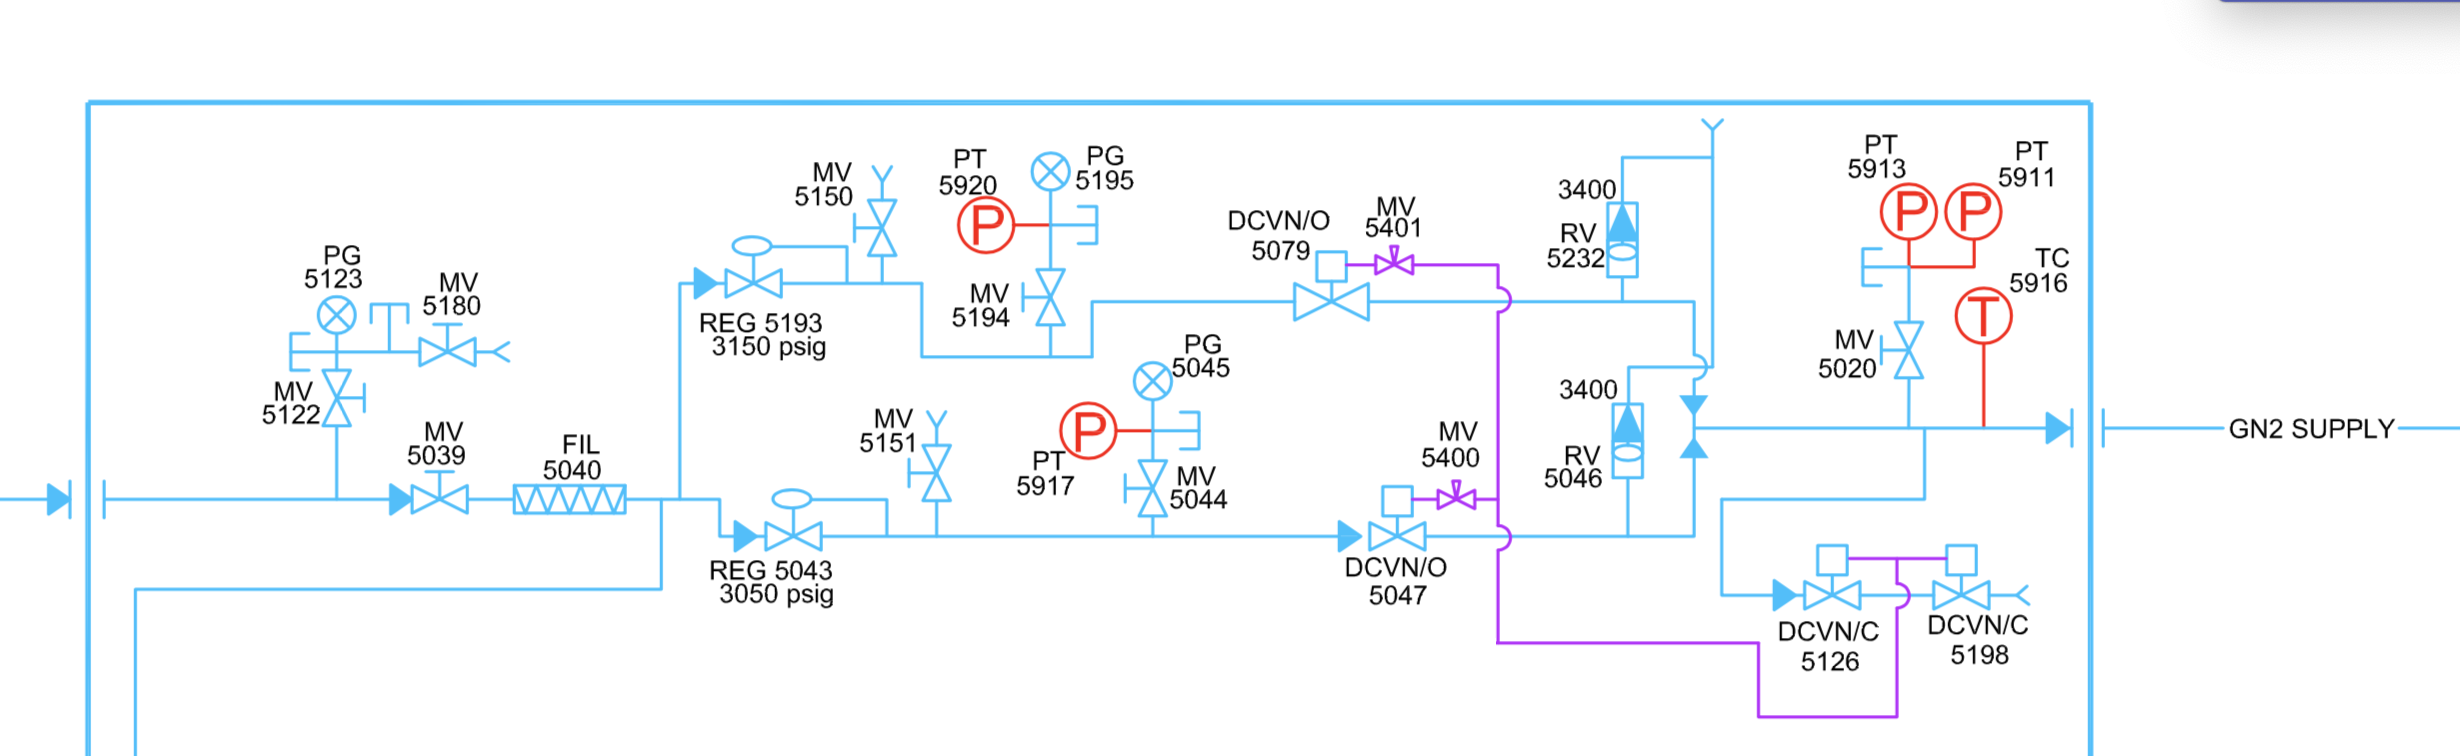 PG
5123
MV
5180
MV
5122
MV
5039
FIL
5040
MV
5150
REG 5193
3150 psig
PT
5920
P
PG
5195
MV
5194
MV
5151
REG 5043
3050 psig
PG
5045
P
PT
5917
MV
5044
DCVN/O
5079
MV
5401
3400
RV
5232
3400
RV
5046
MV
5400
DCVN/O
5047
PT
5913
PT
5911
P
P
TC
5916
T
MV
5020
GN2 SUPPLY
DCVN/C
5126
DCVN/C
5198